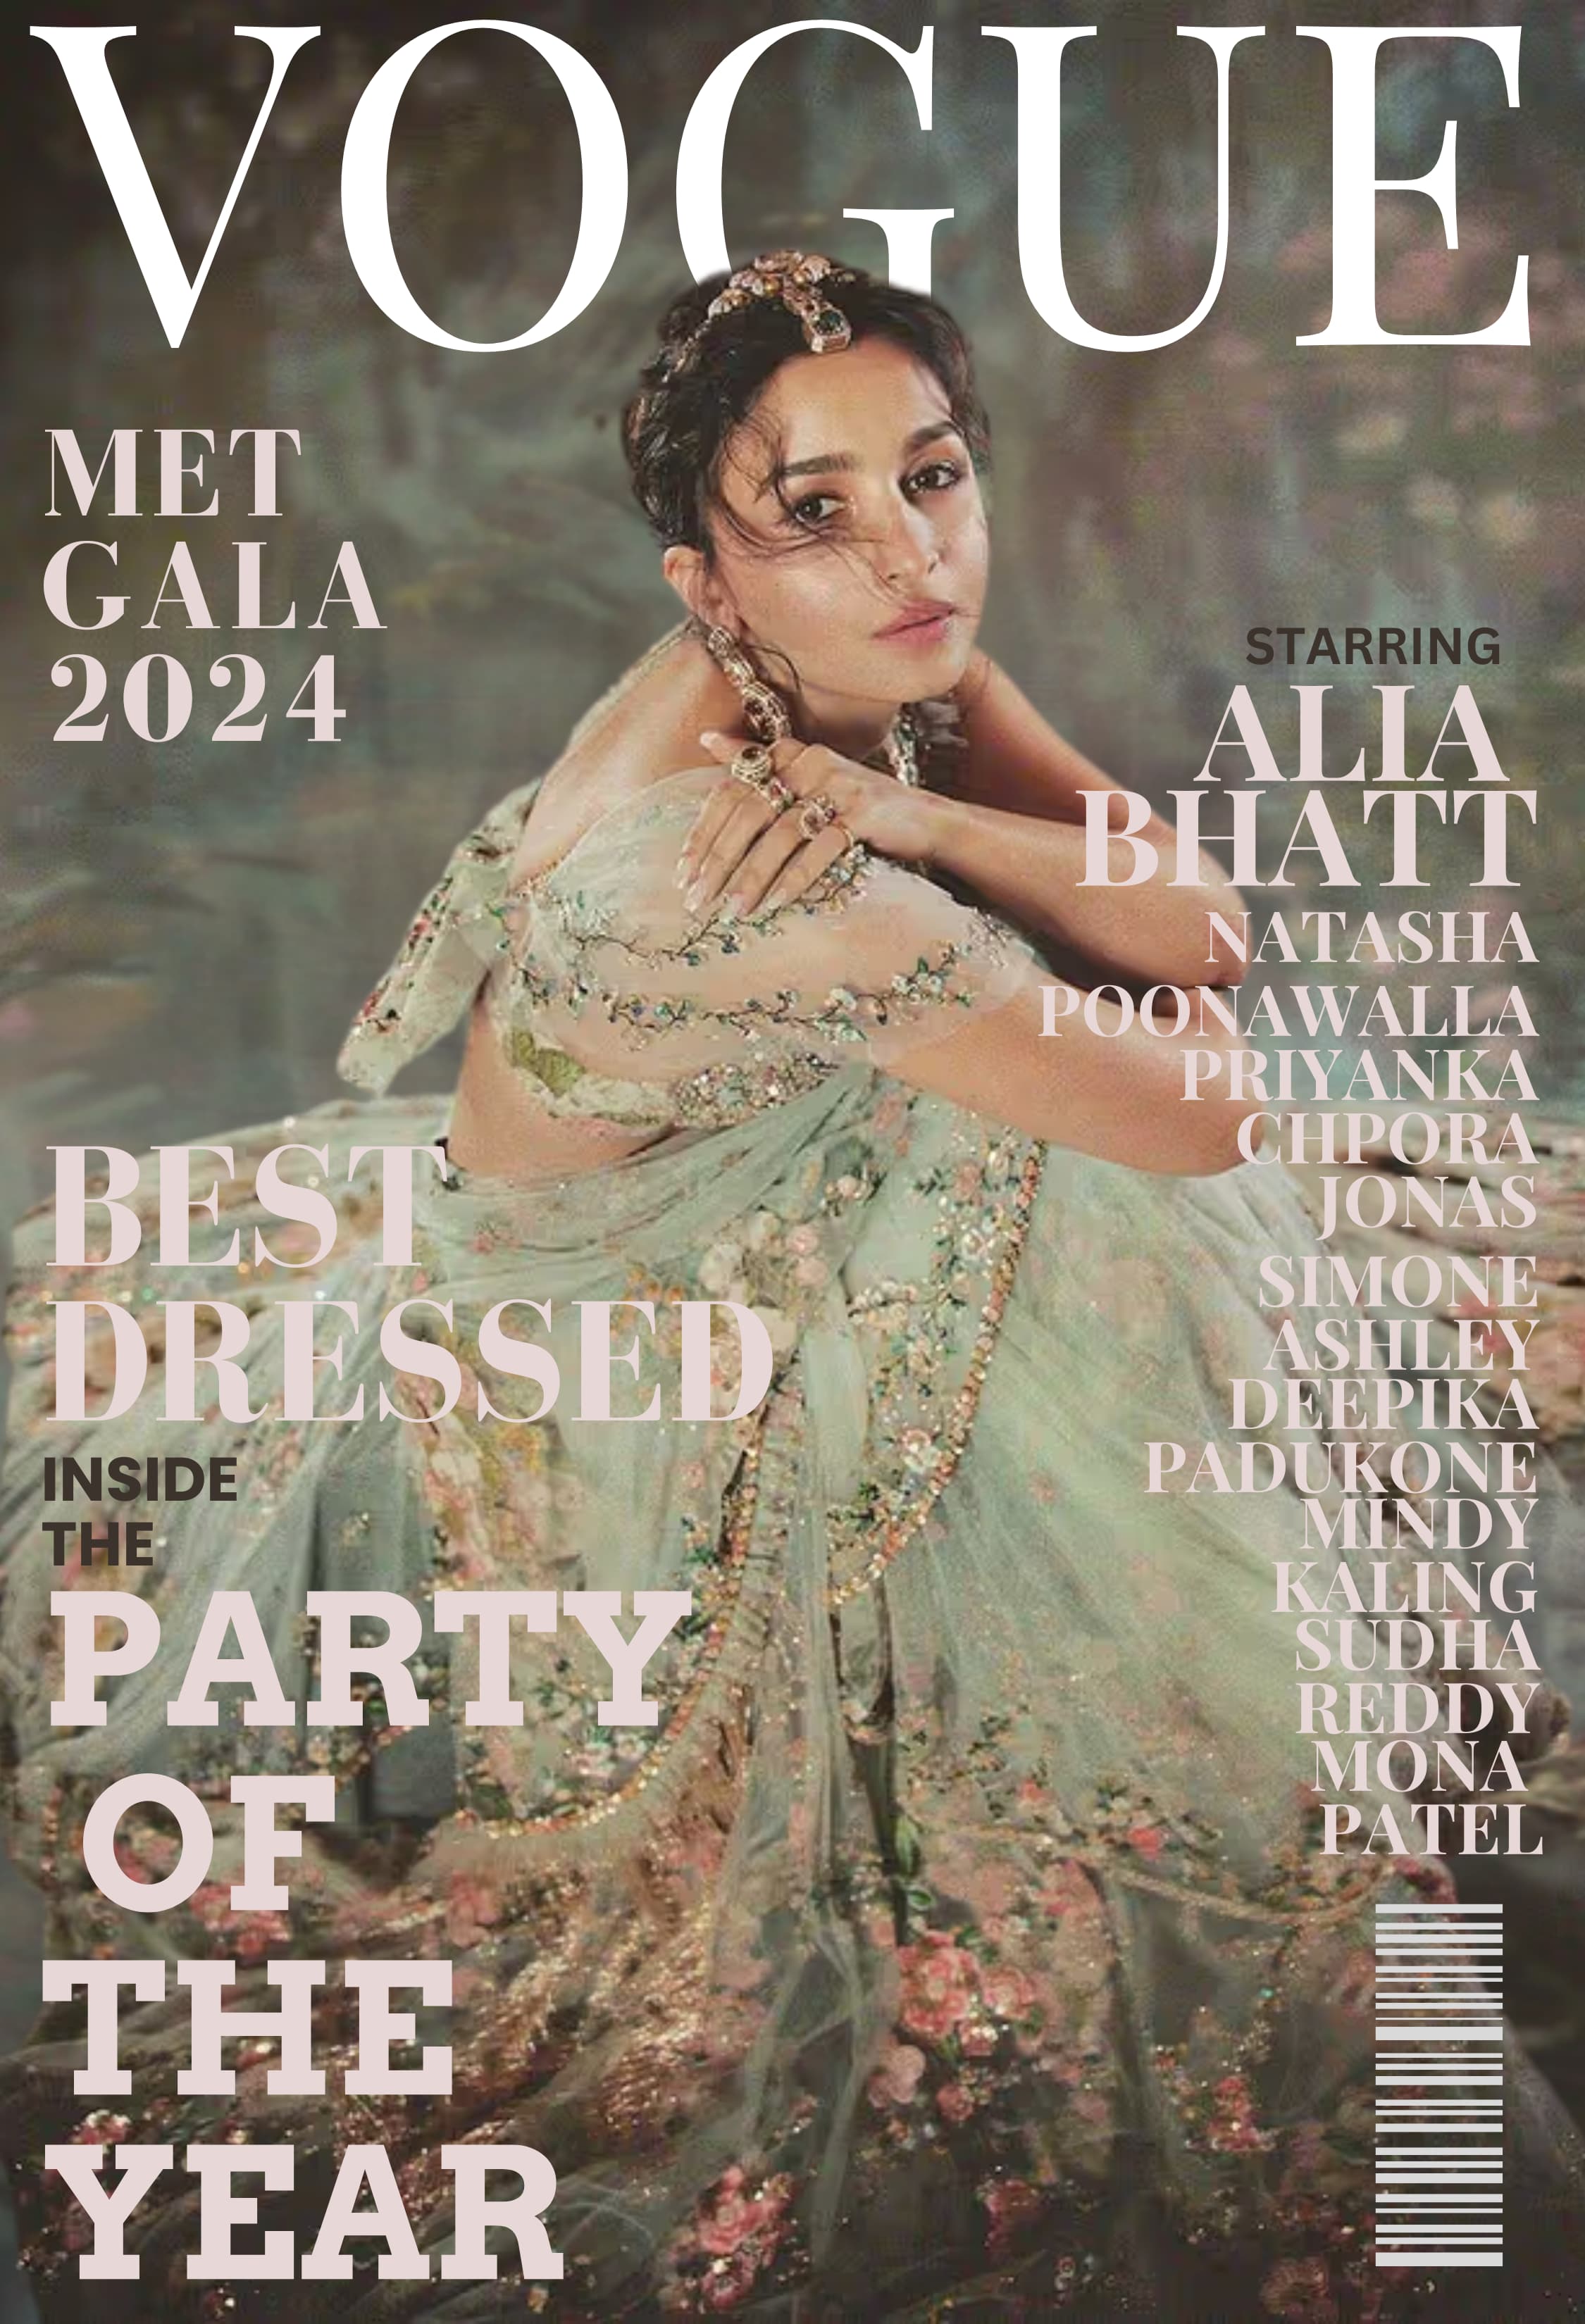 VOGUE
MET
GALA
2024
STARRING
ALIA
BHATT
NATASHA
POONAWALLA
PRIYANKA
CHPORA
JONAS
SIMONE
ASHLEY
DEEPIKA
PADUKONE
MINDY
KALING
SUDHA
REDDY
MONA
PATEL
BEST
DRESSED
INSIDE
THE
PARTY
OF
THE
YEAR